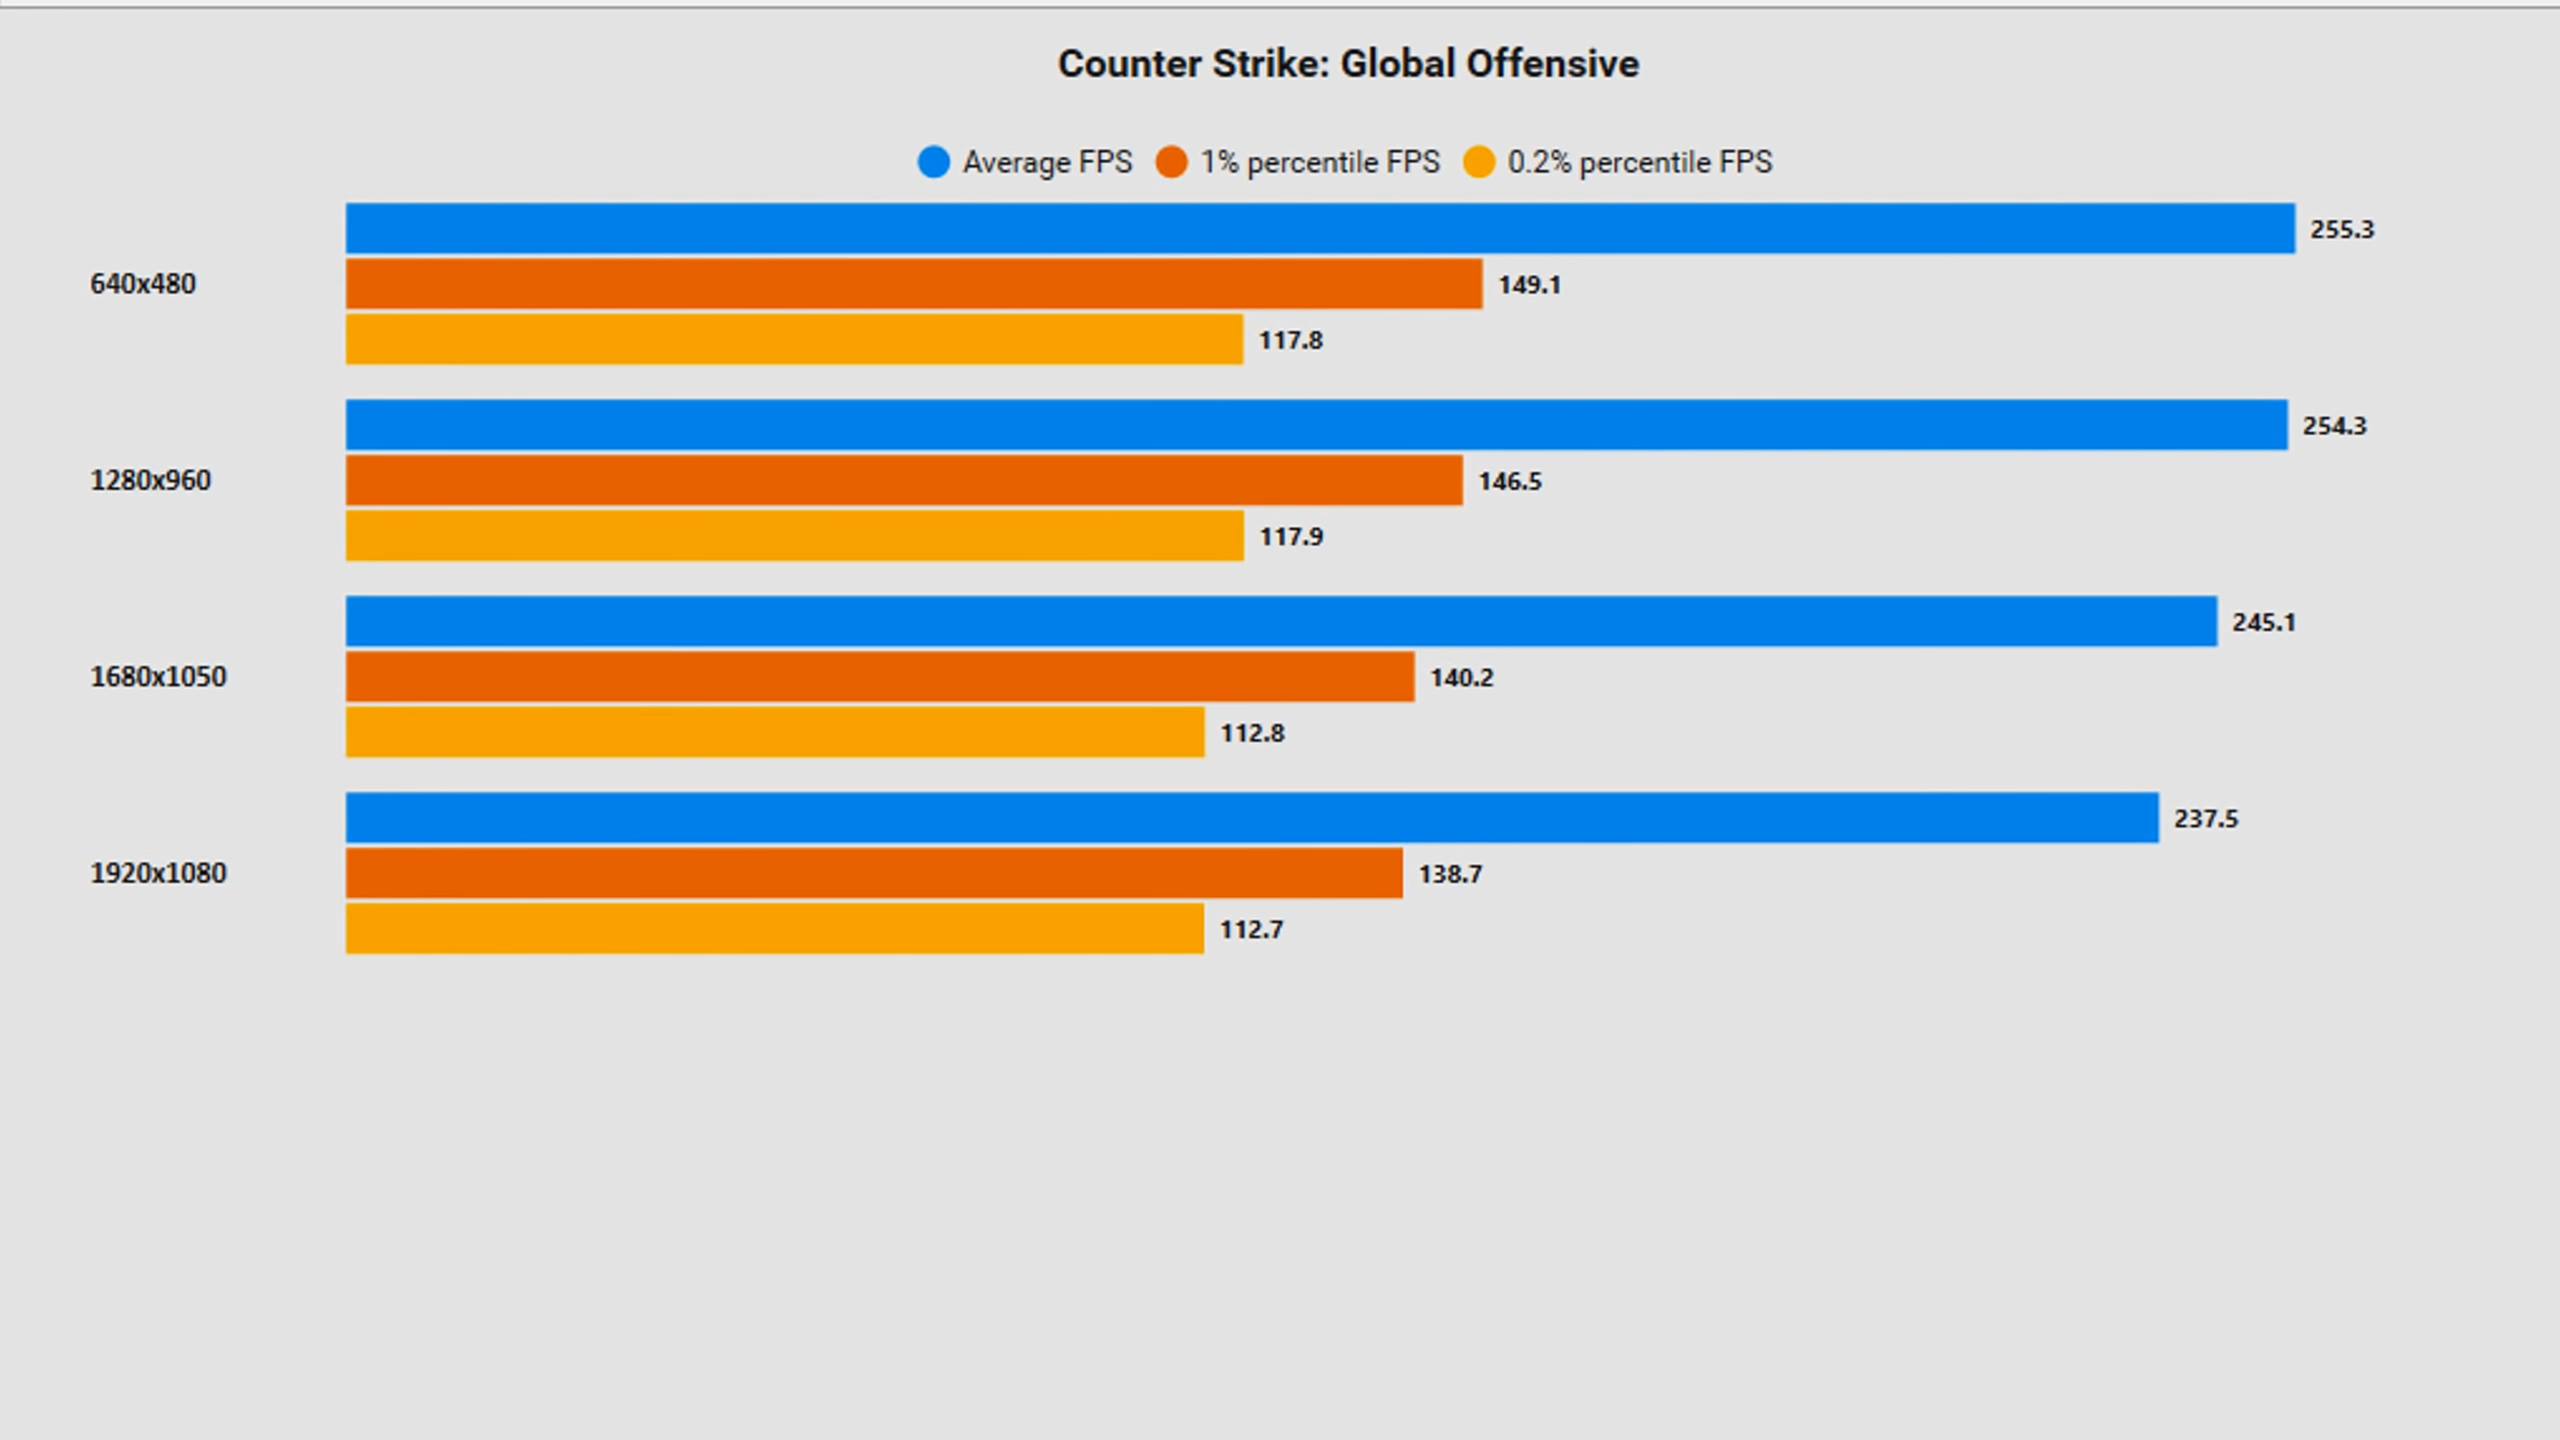 Counter Strike: Global Offensive
Average FPS 1% percentile FPS 0.2% percentile FPS
255.3
640x480
149.1
117.8
254.3
1280x960
146.5
117.9
245.1
1680x1050
140.2
112.8
237.5
1920x1080
138.7
112.7